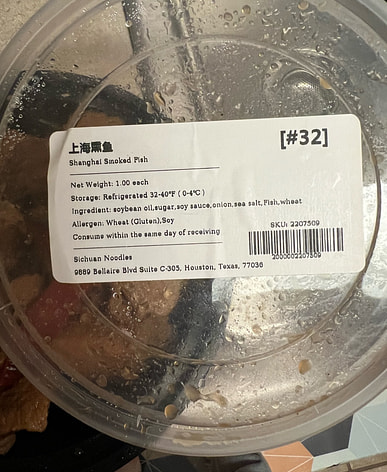 上海熏鱼
[#32]
Shanghai Smoked Fish
Net Weight: 1.00 each
Storage: Refrigerated 32-40°F ( 0-4°C )
Ingredient: soybean oil,sugar,soy sauce,onion,sea salt,Fish,wheat
Allergen: Wheat (Gluten),Soy
Consume within the same day of receiving
SKU: 2207509
2000002207509
Sichuan Noodles
9889 Bellaire Blvd Suite C-305, Houston, Texas, 77036